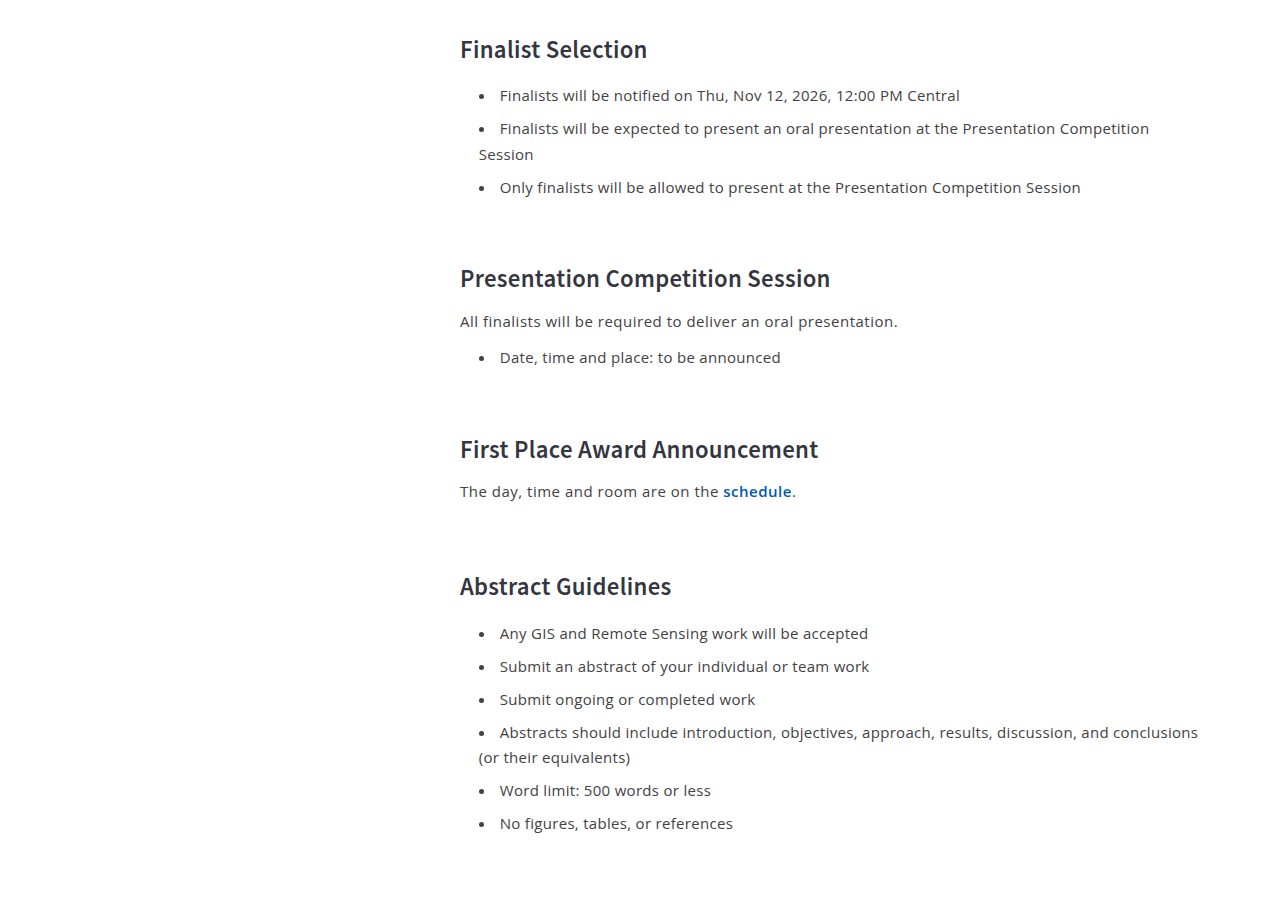 Finalist Selection
• Finalists will be notified on Thu, Nov 12, 2026, 12:00 PM Central
• Finalists will be expected to present an oral presentation at the Presentation Competition
Session
• Only finalists will be allowed to present at the Presentation Competition Session
Presentation Competition Session
All finalists will be required to deliver an oral presentation.
• Date, time and place: to be announced
First Place Award Announcement
The day, time and room are on the schedule.
Abstract Guidelines
• Any GIS and Remote Sensing work will be accepted
• Submit an abstract of your individual or team work
• Submit ongoing or completed work
• Abstracts should include introduction, objectives, approach, results, discussion, and conclusions
(or their equivalents)
• Word limit: 500 words or less
• No figures, tables, or references